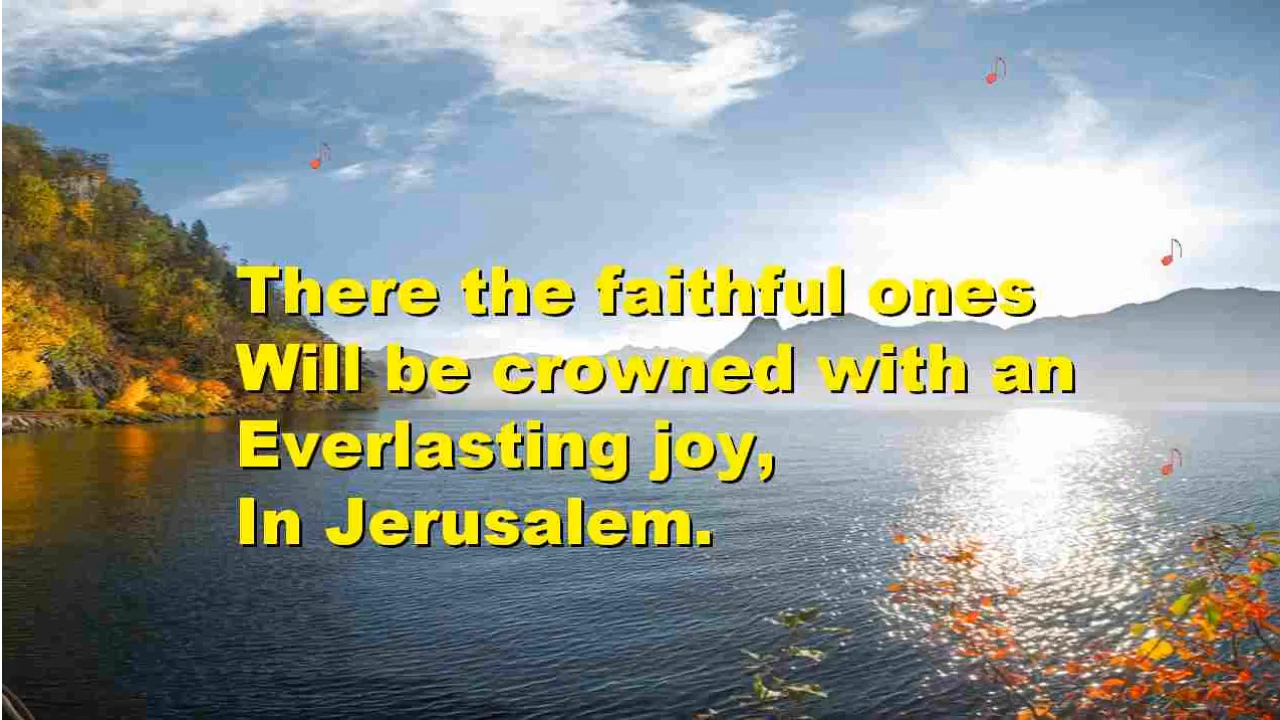 There the faithful ones
Will be crowned with an
Everlasting joy,
In Jerusalem.